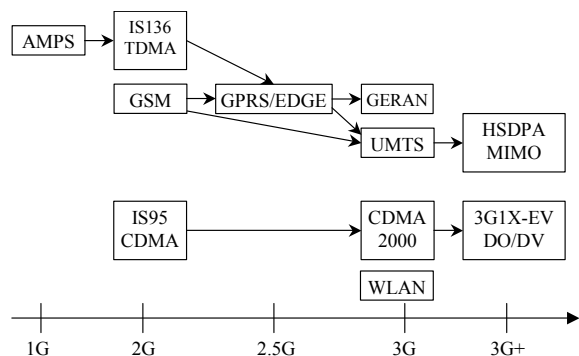 IS136
TDMA
AMPS
GSM
GPRS/EDGE
GERAN
UMTS
HSDPA
MIMO
IS95
CDMA
CDMA
2000
3G1X-EV
DO/DV
WLAN
1G
2G
2.5G
3G
3G+